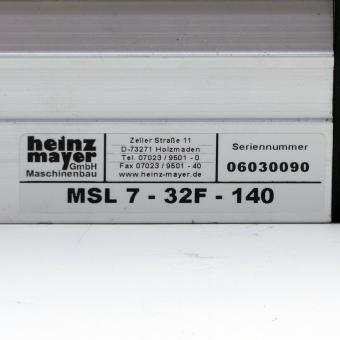 heinz
mayer
GmbH
Maschinenbau
Zeller Straße 11
D-73271 Holzmaden
Tel. 07023 / 9501 - 0
Fax 07023 / 9501 - 40
www.heinz-mayer.de
Seriennummer
06030090
MSL 7 - 32F - 140